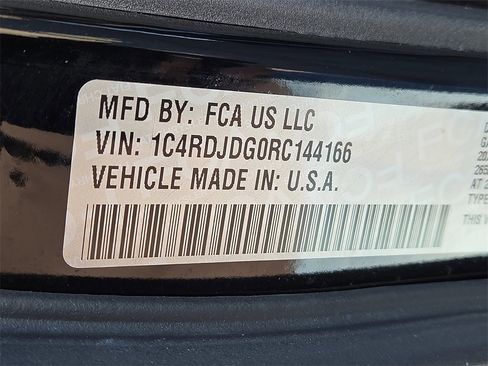 MFD BY: FCA US LLC
VIN: 1C4RDJDG0RC144166
VEHICLE MADE IN: U.S.A.